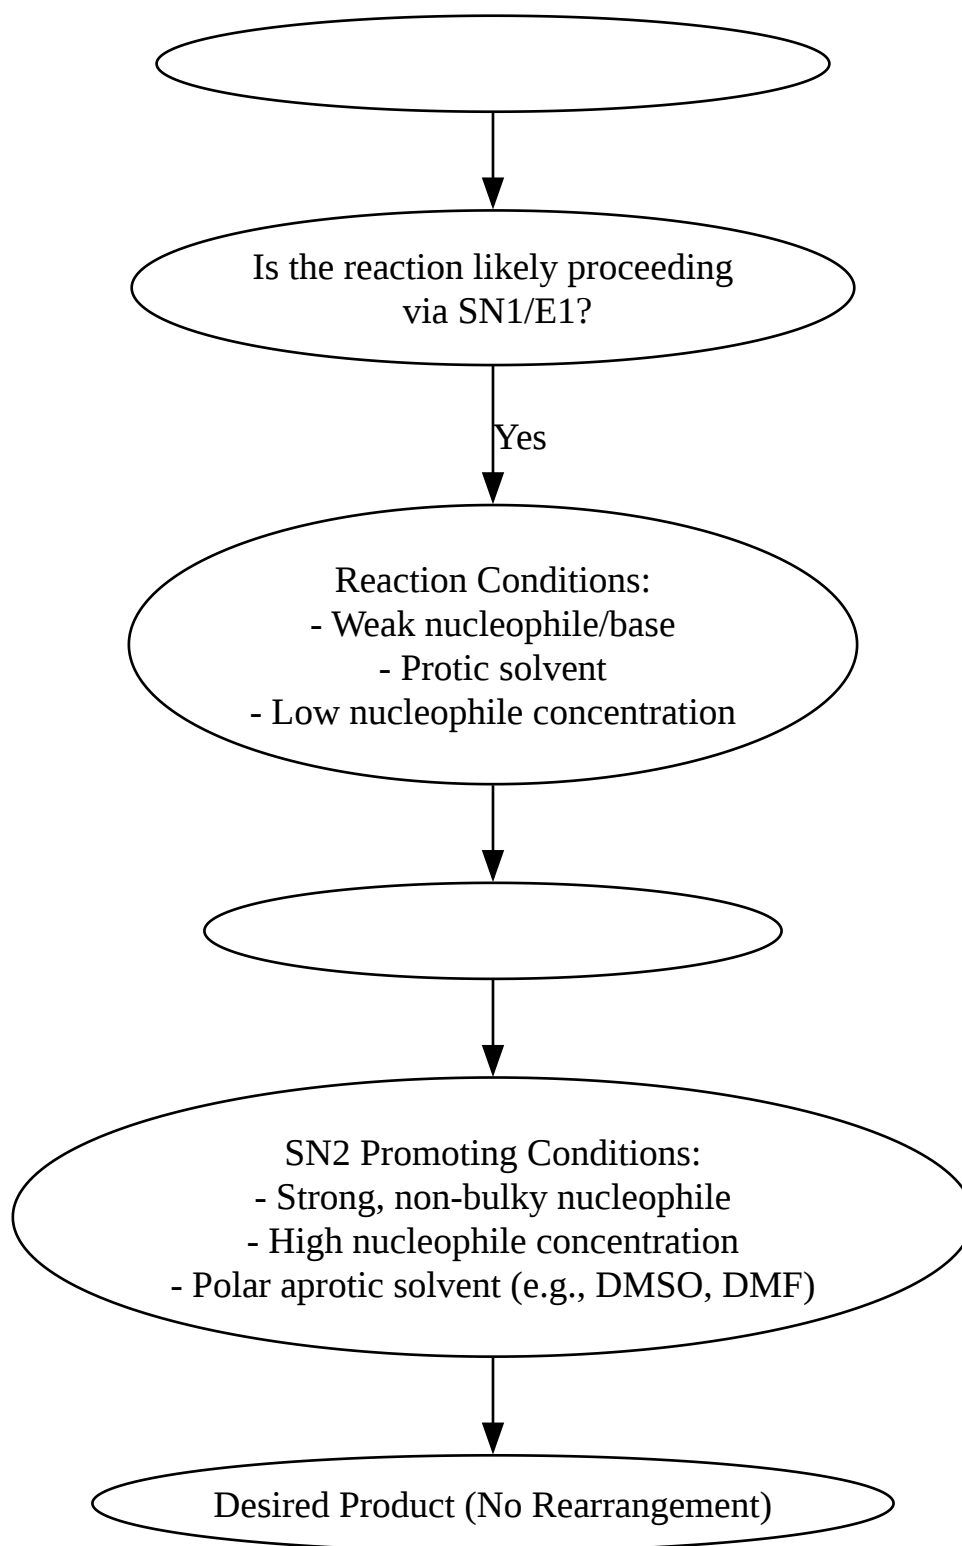 Is the reaction likely proceeding
via SN1/E1?
Yes
Reaction Conditions:
- Weak nucleophile/base
- Protic solvent
- Low nucleophile concentration
SN2 Promoting Conditions:
- Strong, non-bulky nucleophile
- High nucleophile concentration
- Polar aprotic solvent (e.g., DMSO, DMF)
Desired Product (No Rearrangement)